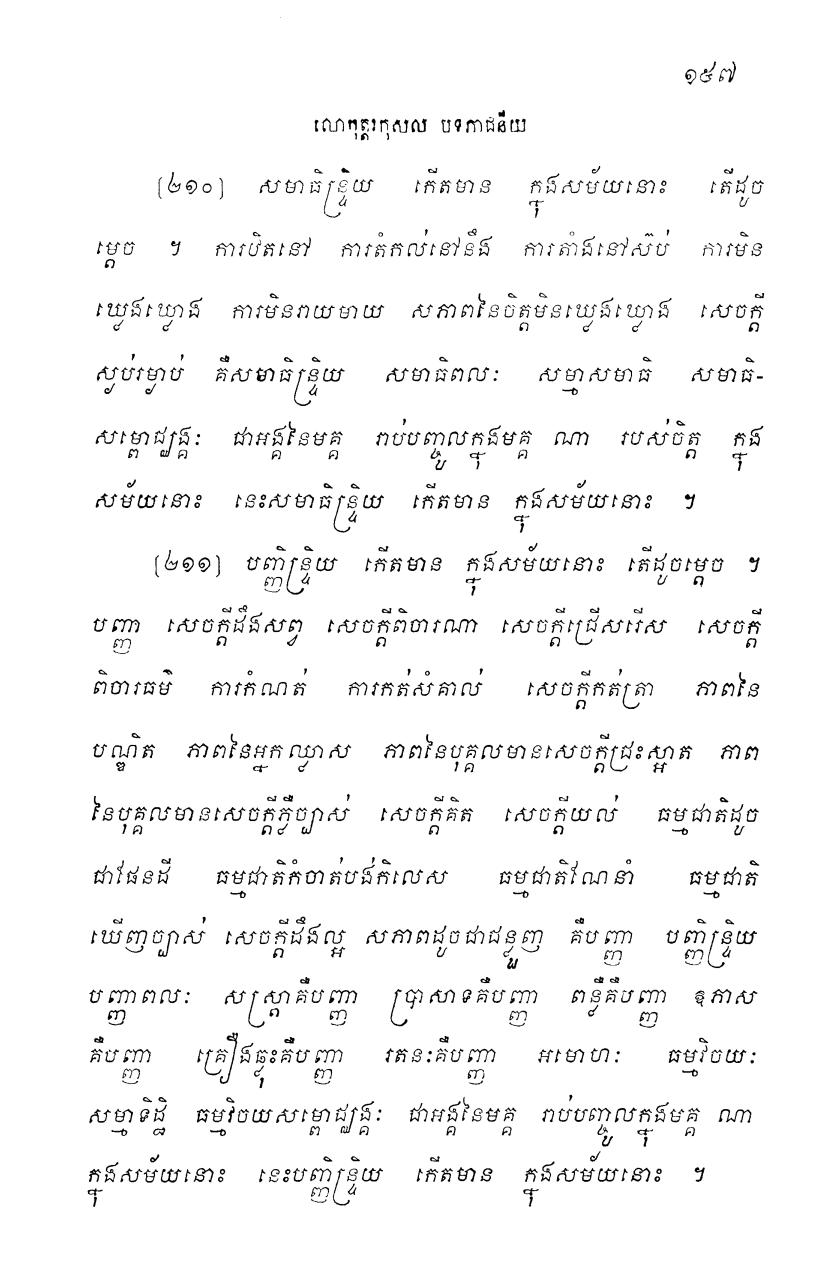 ១៥៧
លោកុត្តរកុសល បទភាជនីយ
(២១០) សមាធិន្ទ្រិយ កើតមាន ក្នុងសម័យនោះ តើដូច
ម្តេច ។ ការឋិតនៅ ការតំកល់នៅនឹង ការតាំងនៅស៊ប់ ការមិន
ឃ្លេងឃ្លោង ការមិនរាយមាយ សភាពនៃចិត្តមិនឃ្លេងឃ្លោង សេចក្តី
ស្ងប់រម្ងាប់ គឺសមាធិន្ទ្រិយ សមាធិពលៈ សម្មាសមាធិ សមាធិ-
សម្ពោជ្ឈង្គៈ ជាអង្គនៃមគ្គ រាប់បញ្ចូលក្នុងមគ្គ ណា របស់ចិត្ត ក្នុង
សម័យនោះ នេះសមាធិន្ទ្រិយ កើតមាន ក្នុងសម័យនោះ ។
(២១១) បញ្ញិន្ទ្រិយ កើតមាន ក្នុងសម័យនោះ តើដូចម្តេច ។
បញ្ញា សេចក្តីដឹងសព្វ សេចក្តីពិចារណា សេចក្តីជ្រើសរើស សេចក្តី
ពិចារធម៌ ការកំណត់ ការកត់សំគាល់ សេចក្តីកត់ត្រា ភាពនៃ
បណ្ឌិត ភាពនៃអ្នកឈ្លាស ភាពនៃបុគ្គលមានសេចក្តីជ្រះស្អាត ភាព
នៃបុគ្គលមានសេចក្តីភ្លឺច្បាស់ សេចក្តីគិត សេចក្តីយល់ ធម្មជាតិដូច
ជាផែនដី ធម្មជាតិកំចាត់បង់កិលេស ធម្មជាតិណែនាំ ធម្មជាតិ
ឃើញច្បាស់ សេចក្តីដឹងល្អ សភាពដូចជាជន្លួញ គឺបញ្ញា បញ្ញិន្ទ្រិយ
បញ្ញាពលៈ សស្ត្រាគឺបញ្ញា ប្រាសាទគឺបញ្ញា ពន្លឺគឺបញ្ញា ឱភាស
គឺបញ្ញា គ្រឿងឆ្លុះគឺបញ្ញា រតនៈគឺបញ្ញា អមោហៈ ធម្មវិចយៈ
សម្មាទិដ្ឋិ ធម្មវិចយសម្ពោជ្ឈង្គៈ ជាអង្គនៃមគ្គ រាប់បញ្ចូលក្នុងមគ្គ ណា
ក្នុងសម័យនោះ នេះបញ្ញិន្ទ្រិយ កើតមាន ក្នុងសម័យនោះ ។